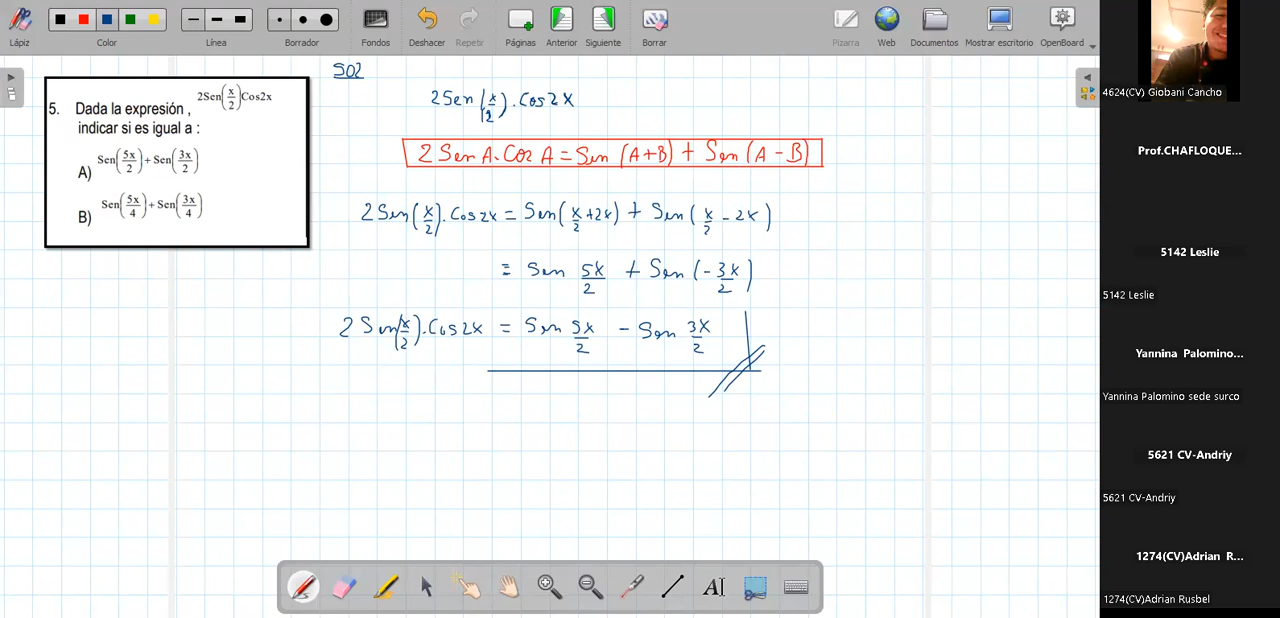 Lápiz
Color
Línea
Borrador
Fondos
Deshacer
Repetir
Páginas
Anterior
Siguiente
Borrar
Pizarra
Web
Documentos
Mostrar escritorio
OpenBoard
5. Dada la expresión , 2Sen(x/2)Cos2x
indicar si es igual a :
A) Sen(5x/2)+Sen(3x/2)
B) Sen(5x/4)+Sen(3x/4)
SO2
2Sen(x/2).Cos2x
2 Sen A. Cos A = Sen (A+B) + Sen (A - B)
2Sen(x/2).Cos2x = Sen(x/2+2x) + Sen(x/2 - 2x)
= Sen 5x/2 + Sen(-3x/2)
2 Sen(x/2).Cos2x = Sen 5x/2 - Sen 3x/2
4624(CV) Giobani Cancho
Prof.CHAFLOQUE...
5142 Leslie
5142 Leslie
Yannina Palomino...
Yannina Palomino sede surco
5621 CV-Andriy
5621 CV-Andriy
1274(CV)Adrian R...
1274(CV)Adrian Rusbel